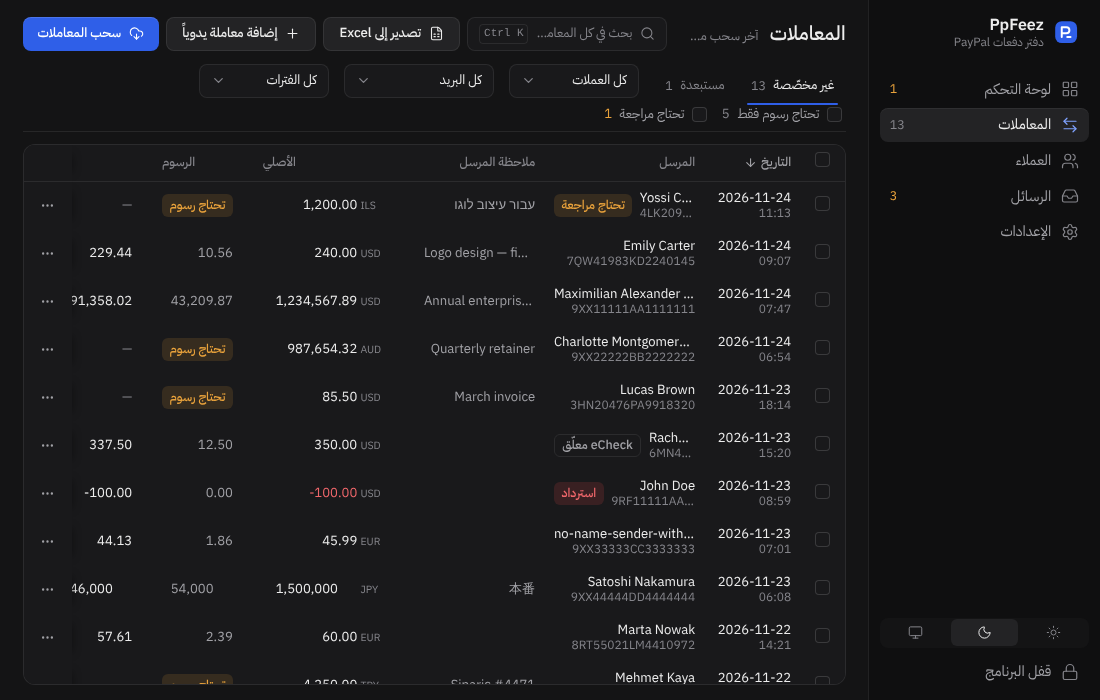 PpFeez
دفتر دفعات PayPal
لوحة التحكم 1
المعاملات 13
العملاء
الرسائل 3
الإعدادات
قفل البرنامج
المعاملات
آخر سحب م...
بحث في كل المعام... Ctrl K
تصدير إلى Excel
إضافة معاملة يدوياً
سحب المعاملات
غير مخصّصة 13
مستبعدة 1
كل العملات
كل البريد
كل الفترات
تحتاج رسوم فقط 5
تحتاج مراجعة 1
التاريخ المرسل ملاحظة المرسل الأصلي الرسوم
2026-11-24 Yossi C... تحتاج مراجعة עבור עיצוב לוגו 1,200.00 ILS تحتاج رسوم —
11:13 4LK209...
2026-11-24 Emily Carter Logo design — fi... 240.00 USD 10.56 229.44
09:07 7QW41983KD2240145
2026-11-24 Maximilian Alexander ... Annual enterpris... 1,234,567.89 USD 43,209.87 91,358.02
07:47 9XX11111AA1111111
2026-11-24 Charlotte Montgomer... Quarterly retainer 987,654.32 AUD تحتاج رسوم —
06:54 9XX22222BB2222222
2026-11-23 Lucas Brown March invoice 85.50 USD تحتاج رسوم —
18:14 3HN20476PA9918320
2026-11-23 Rach... eCheck معلّق 350.00 USD 12.50 337.50
15:20 6MN4...
2026-11-23 John Doe استرداد -100.00 USD 0.00 -100.00
08:59 9RF11111AA...
2026-11-23 no-name-sender-with... 45.99 EUR 1.86 44.13
07:01 9XX33333CC3333333
2026-11-23 Satoshi Nakamura 本番 1,500,000 JPY 54,000 46,000
06:08 9XX44444DD4444444
2026-11-22 Marta Nowak 60.00 EUR 2.39 57.61
14:21 8RT55021LM4410972
2026-11-22 Mehmet Kaya